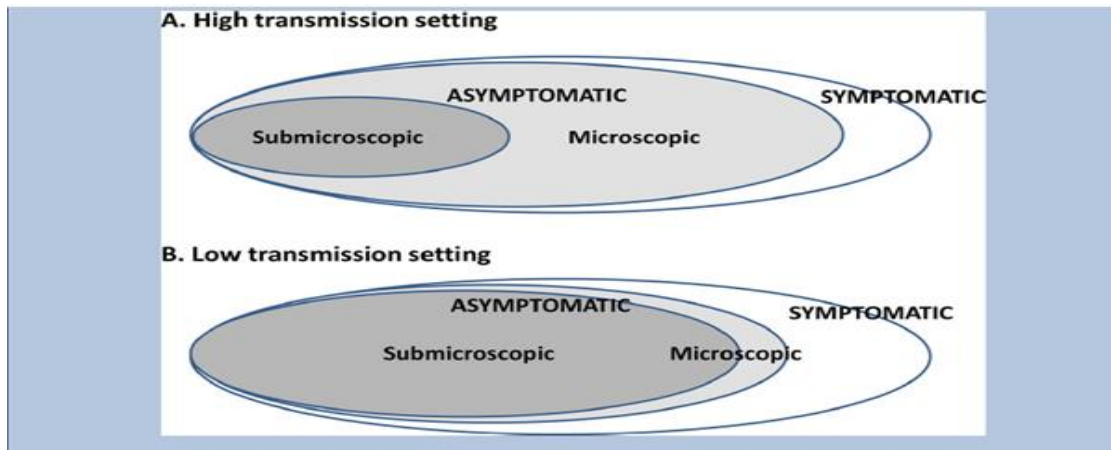 A. High transmission setting
ASYMPTOMATIC
SYMPTOMATIC
Submicroscopic
Microscopic
B. Low transmission setting
ASYMPTOMATIC
SYMPTOMATIC
Submicroscopic
Microscopic